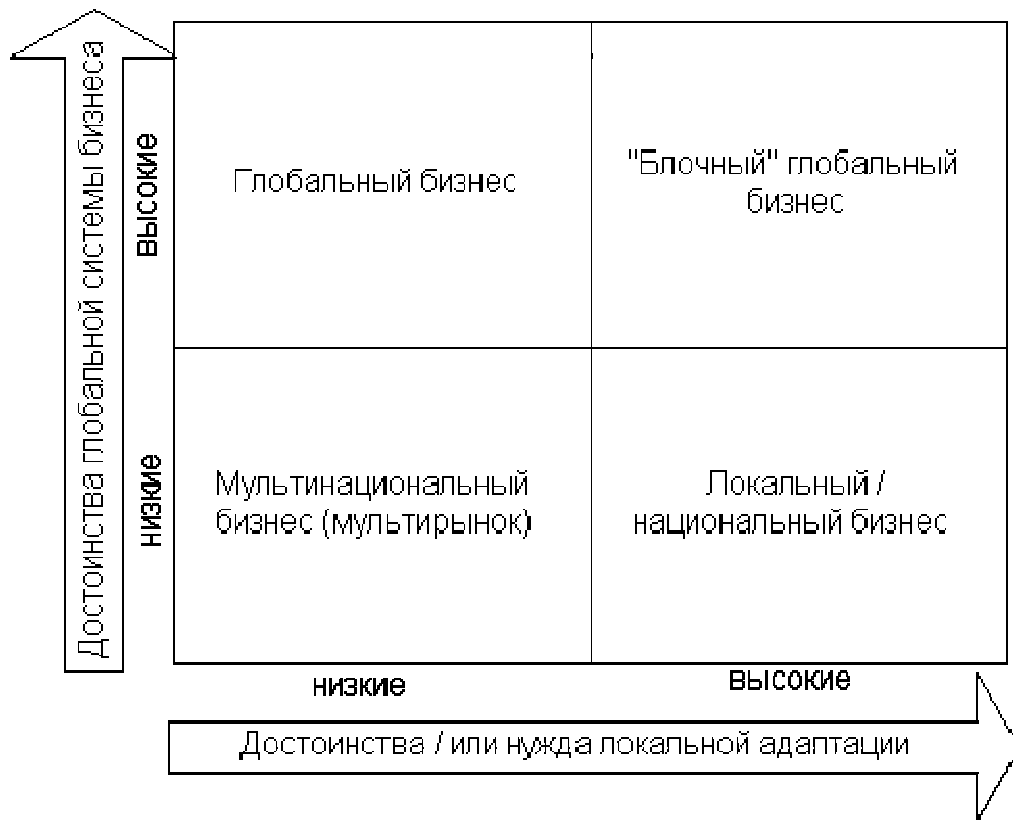 Достоинства глобальной системы бизнеса
высокие
Глобальный бизнес
"Блочный" глобальный
бизнес
низкие
Мультинациональный
бизнес (мультирынок)
Локальный /
национальный бизнес
низкие
высокие
Достоинства / или нужда локальной адаптации